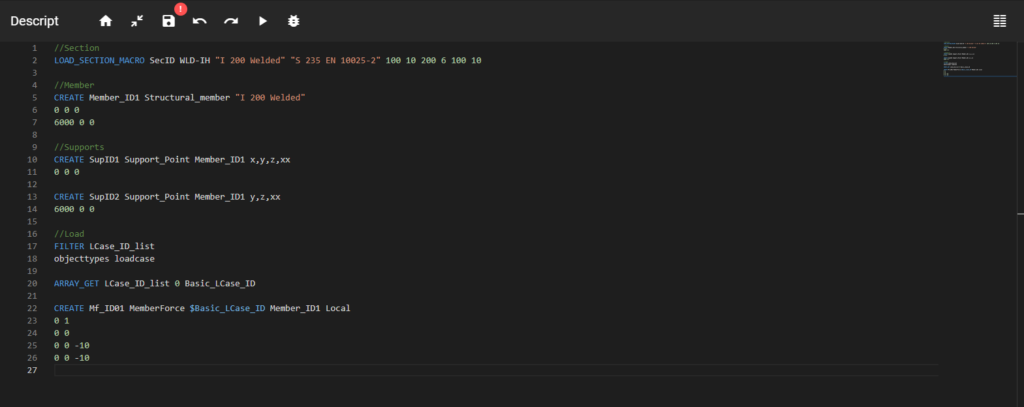 Descript
!
1 //Section
2 LOAD_SECTION_MACRO SecID WLD-IH "I 200 Welded" "S 235 EN 10025-2" 100 10 200 6 100 10
3
4 //Member
5 CREATE Member_ID1 Structural_member "I 200 Welded"
6 0 0 0
7 6000 0 0
8
9 //Supports
10 CREATE SupID1 Support_Point Member_ID1 x,y,z,xx
11 0 0 0
12
13 CREATE SupID2 Support_Point Member_ID1 y,z,xx
14 6000 0 0
15
16 //Load
17 FILTER LCase_ID_list
18 objecttypes loadcase
19
20 ARRAY_GET LCase_ID_list 0 Basic_LCase_ID
21
22 CREATE Mf_ID01 MemberForce $Basic_LCase_ID Member_ID1 Local
23 0 1
24 0 0
25 0 0 -10
26 0 0 -10
27